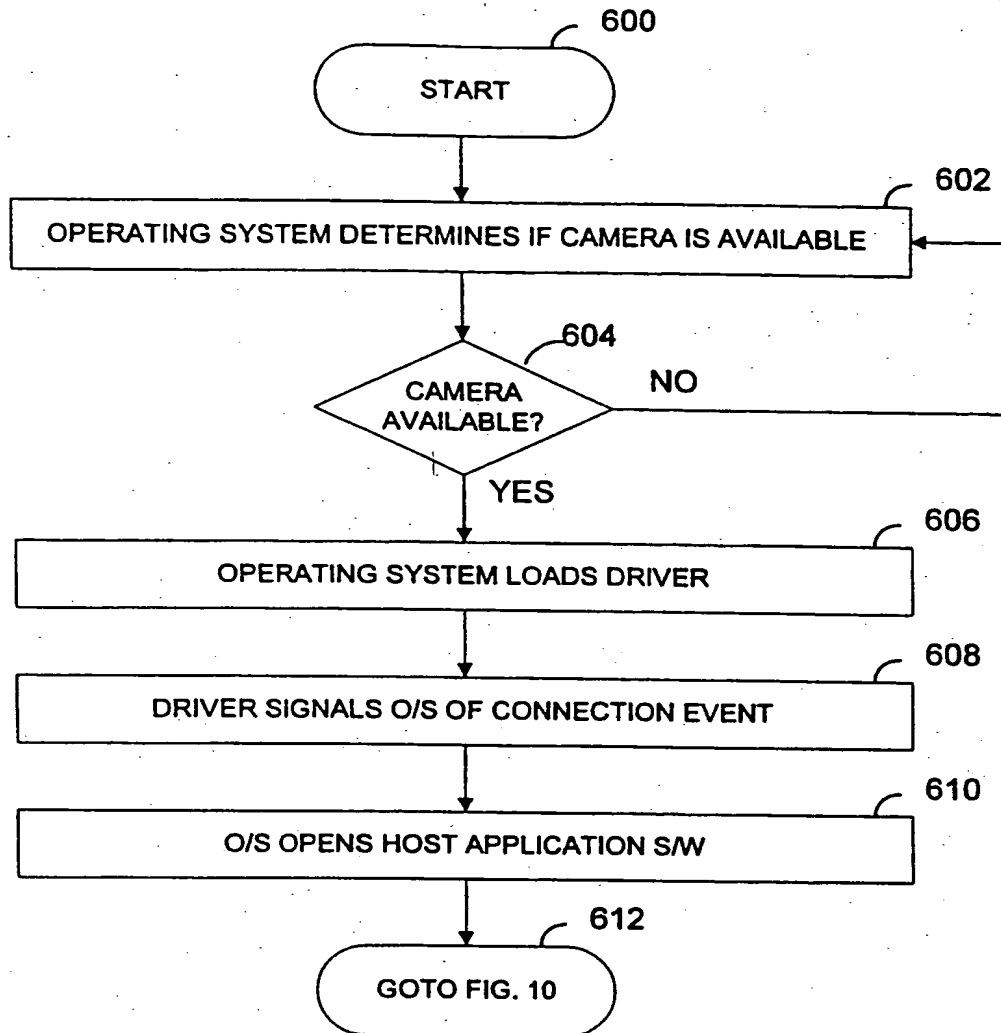 600
START
602
OPERATING SYSTEM DETERMINES IF CAMERA IS AVAILABLE
604
CAMERA
AVAILABLE?
NO
YES
606
OPERATING SYSTEM LOADS DRIVER
608
DRIVER SIGNALS O/S OF CONNECTION EVENT
610
O/S OPENS HOST APPLICATION S/W
612
GOTO FIG. 10